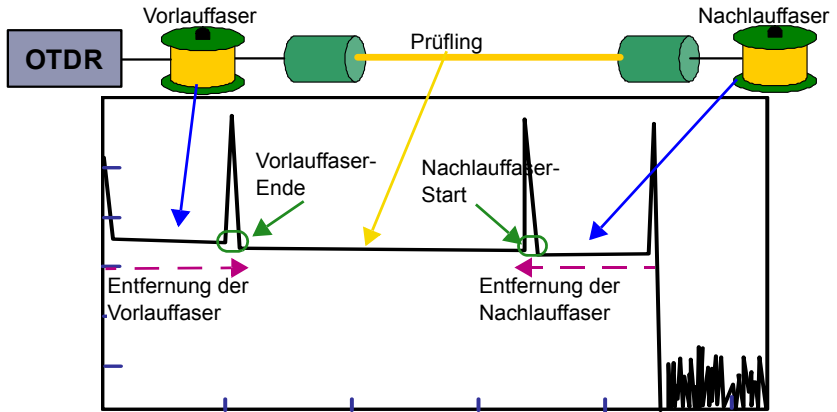 Vorlauffaser
Nachlauffaser
OTDR
Prüfling
Vorlauffaser-
Ende
Nachlauffaser-
Start
Entfernung der
Vorlauffaser
Entfernung der
Nachlauffaser